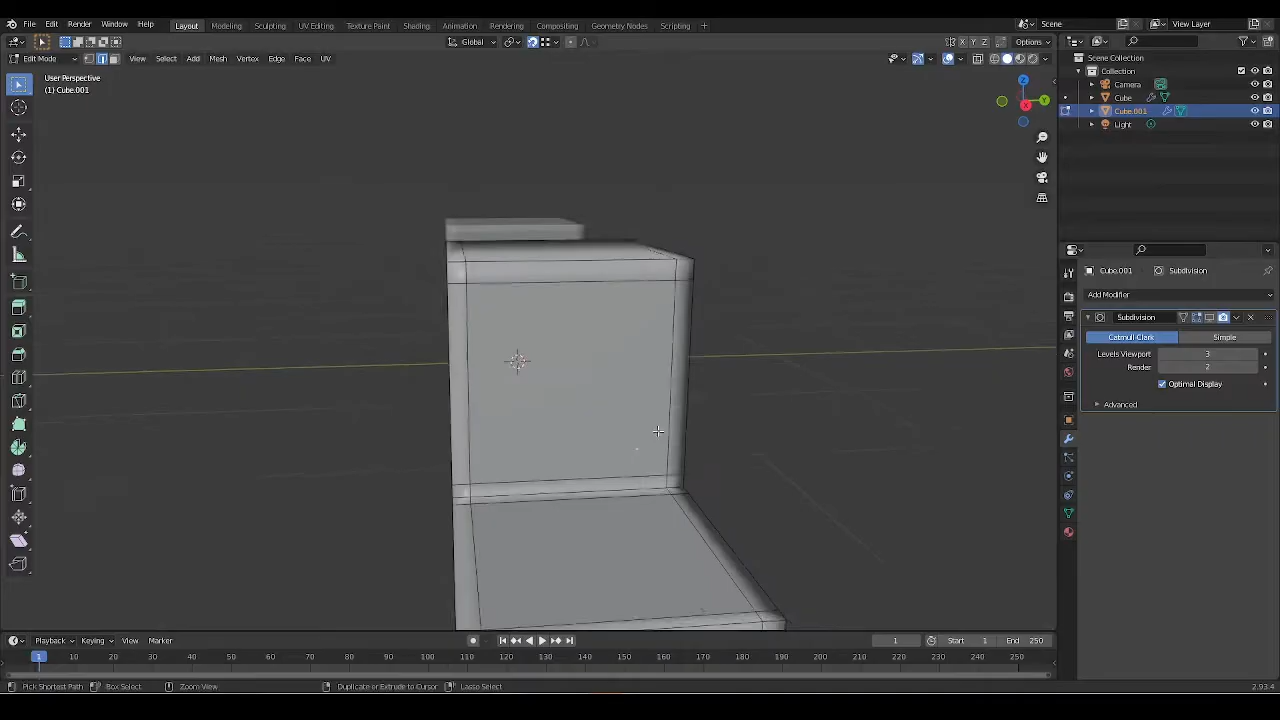 File Edit Render Window Help Layout Modeling Sculpting UV Editing Texture Paint Shading Animation Rendering Compositing Geometry Nodes Scripting + Scene View Layer
Global X Y Z Options
Edit Mode View Select Add Mesh Vertex Edge Face UV
User Perspective
(1) Cube.001
Z
Y
X
Scene Collection
Collection
Camera
Cube
Cube.001
Light
Cube.001 Subdivision
Add Modifier
Subdivision
Catmull Clark Simple
Levels Viewport 3
Render 2
Optimal Display
Advanced
Playback Keying View Marker 1 Start 1 End 250
1 10 20 30 40 50 60 70 80 90 100 110 120 130 140 150 160 170 180 190 200 210 220 230 240 250
Pick Shortest Path Box Select Zoom View Duplicate or Extrude to Cursor Lasso Select 2.93.4